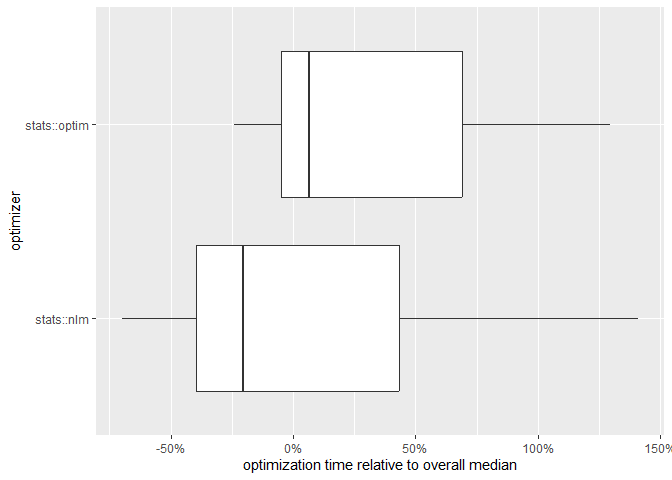 stats::optim
stats::nlm
optimizer
-50%
0%
50%
100%
150%
optimization time relative to overall median